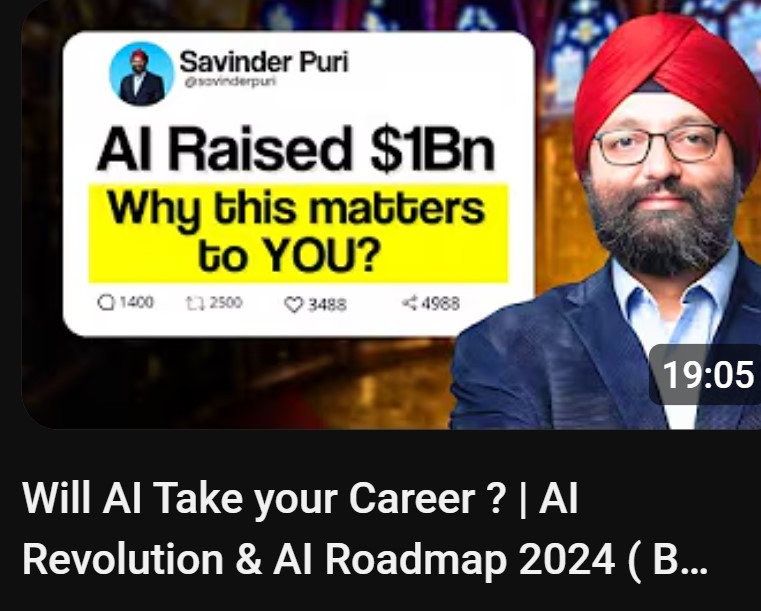 Savinder Puri
@savinderpuri
AI Raised $1Bn
Why this matters
to YOU?
1400 2500 3488 4988
19:05
Will AI Take your Career ? | AI
Revolution & AI Roadmap 2024 ( B...